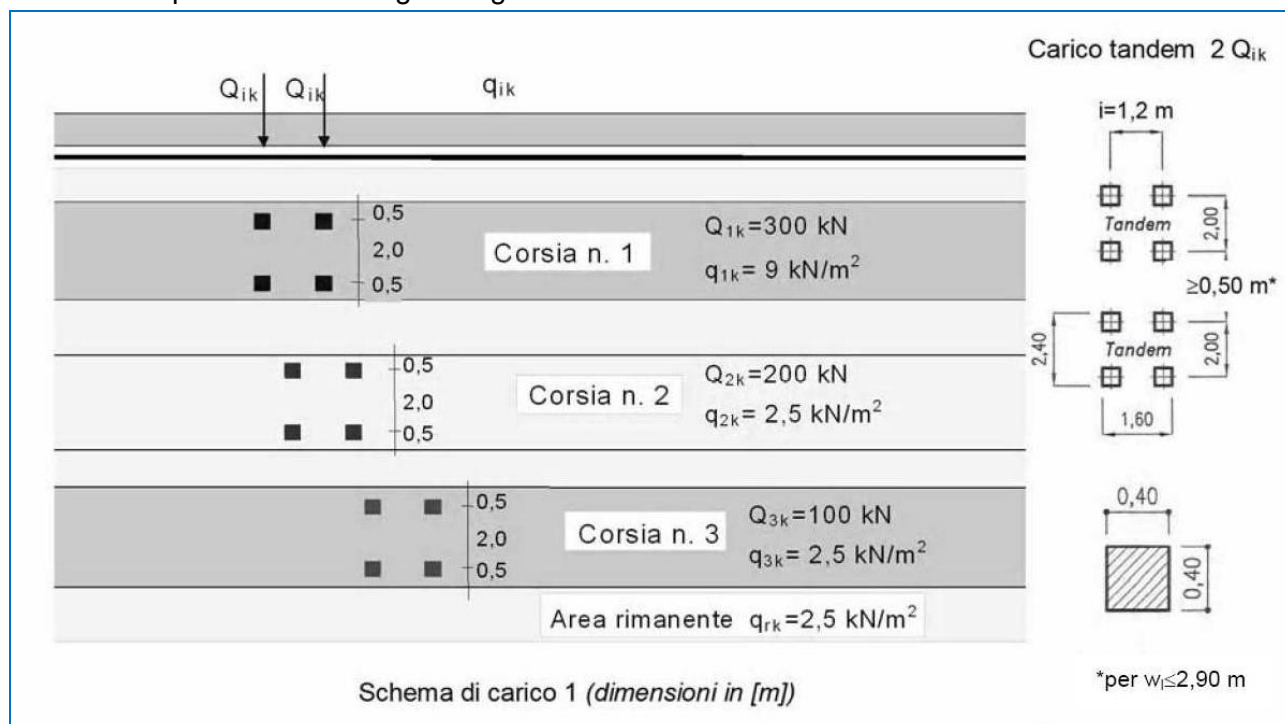 Carico tandem 2 Qik
Qik Qik qik
i=1,2 m
0,5
2,0
0,5
Corsia n. 1
Q1k=300 kN
q1k= 9 kN/m²
Tandem
2,00
≥0,50 m*
0,5
2,0
0,5
Corsia n. 2
Q2k=200 kN
q2k= 2,5 kN/m²
2,40
Tandem
2,00
1,60
0,5
2,0
0,5
Corsia n. 3
Q3k=100 kN
q3k= 2,5 kN/m²
0,40
0,40
Area rimanente qrk=2,5 kN/m²
Schema di carico 1 (dimensioni in [m])
*per wl≤2,90 m